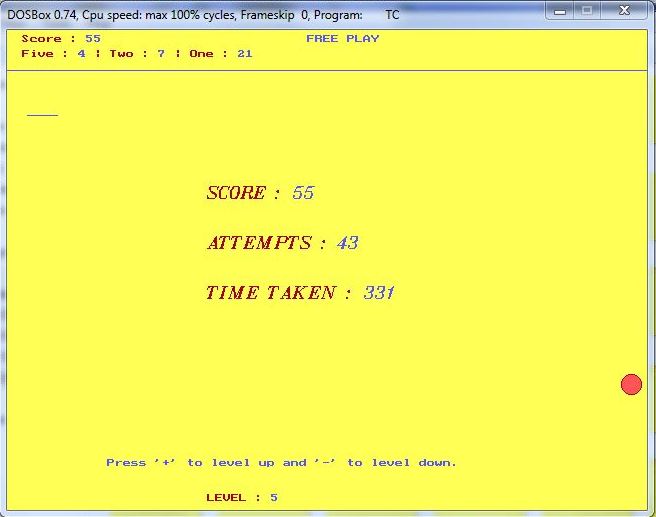 DOSBox 0.74, Cpu speed: max 100% cycles, Frameskip 0, Program: TC
Score : 55 FREE PLAY
Five : 4 | Two : 7 | One : 21
SCORE : 55
ATTEMPTS : 43
TIME TAKEN : 331
Press '+' to level up and '-' to level down.
LEVEL : 5